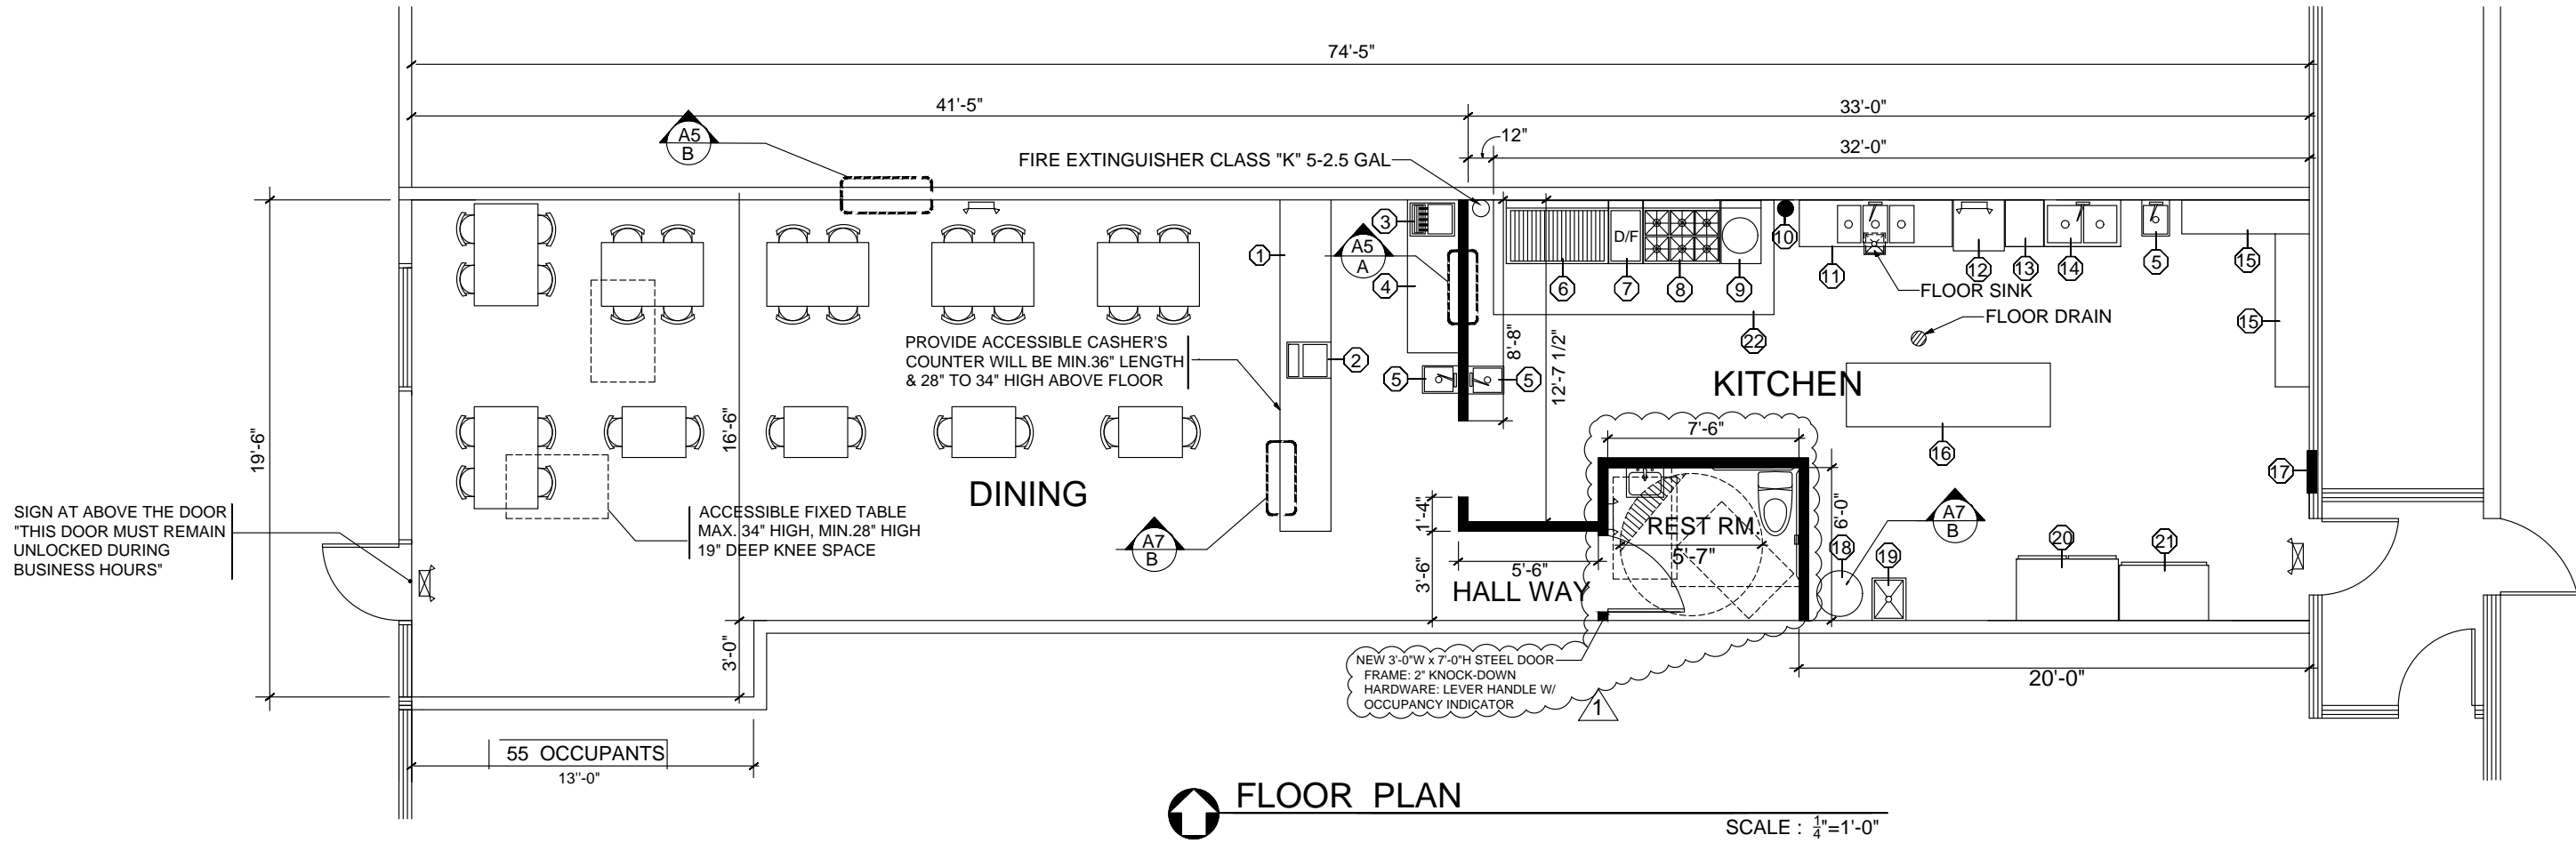 74'-5"
41'-5"
33'-0"
12"
32'-0"
A5
B
FIRE EXTINGUISHER CLASS "K" 5-2.5 GAL
1
2
3
A5
A
4
5
5
D/F
6
7
8
9
10
11
12
13
14
5
15
15
FLOOR SINK
FLOOR DRAIN
22
8'-8"
12'-7 1/2"
KITCHEN
16
17
PROVIDE ACCESSIBLE CASHER'S
COUNTER WILL BE MIN.36" LENGTH
& 28" TO 34" HIGH ABOVE FLOOR
19'-6"
16'-6"
3'-0"
DINING
SIGN AT ABOVE THE DOOR
"THIS DOOR MUST REMAIN
UNLOCKED DURING
BUSINESS HOURS"
ACCESSIBLE FIXED TABLE
MAX. 34" HIGH, MIN.28" HIGH
19" DEEP KNEE SPACE
A7
B
7'-6"
1'-4"
3'-6"
5'-6"
HALL WAY
REST RM.
5'-7"
6'-0"
A7
B
18
19
20
21
NEW 3'-0"W x 7'-0"H STEEL DOOR
FRAME: 2" KNOCK-DOWN
HARDWARE: LEVER HANDLE W/
OCCUPANCY INDICATOR
1
20'-0"
55 OCCUPANTS
13"-0"
FLOOR PLAN
SCALE : 1/4"=1'-0"